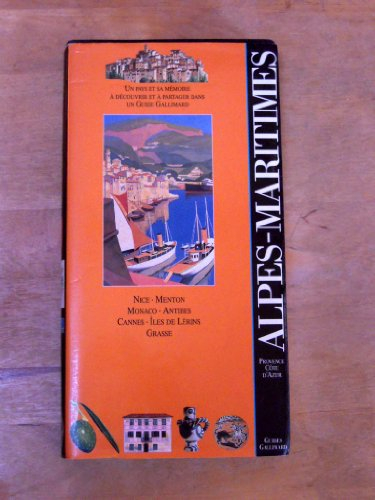 UN PAYS ET SA MÉMOIRE
À DÉCOUVRIR ET À PARTAGER DANS
UN GUIDE GALLIMARD
NICE · MENTON
MONACO · ANTIBES
CANNES · ÎLES DE LÉRINS
GRASSE
ALPES-MARITIMES
PROVENCE
CÔTE
D'AZUR
GUIDES
GALLIMARD